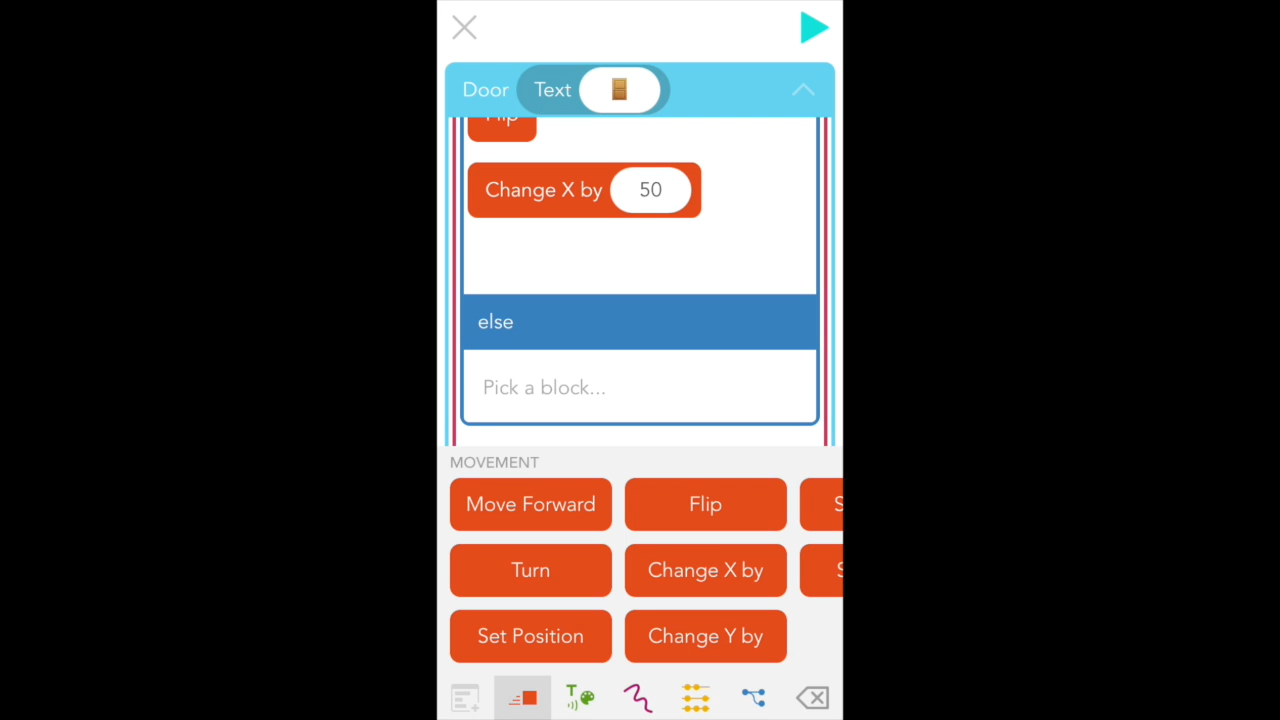 Door Text
Flip
Change X by 50
else
Pick a block...
MOVEMENT
Move Forward Flip S
Turn Change X by S
Set Position Change Y by